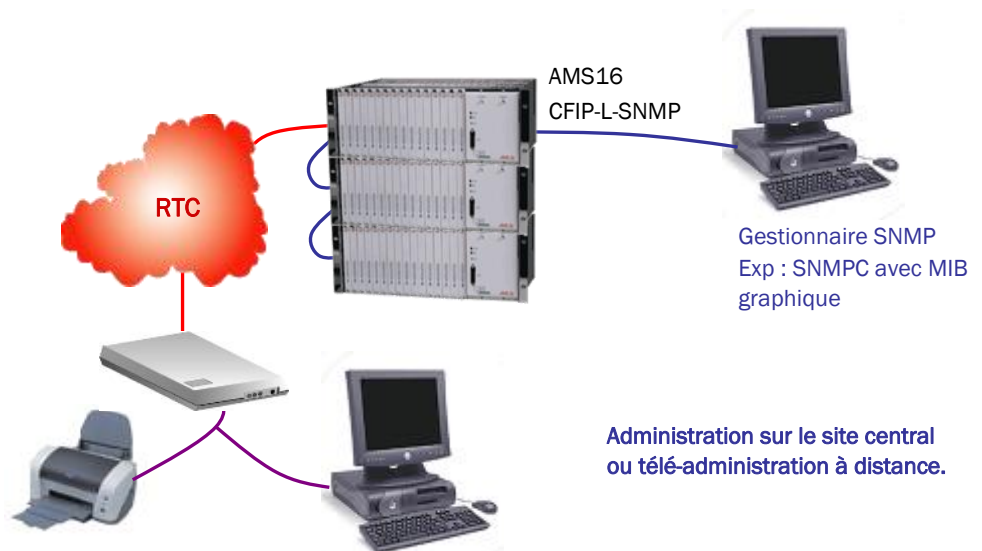 AMS16
CFIP-L-SNMP
RTC
Gestionnaire SNMP
Exp : SNMPC avec MIB
graphique
Administration sur le site central
ou télé-administration à distance.